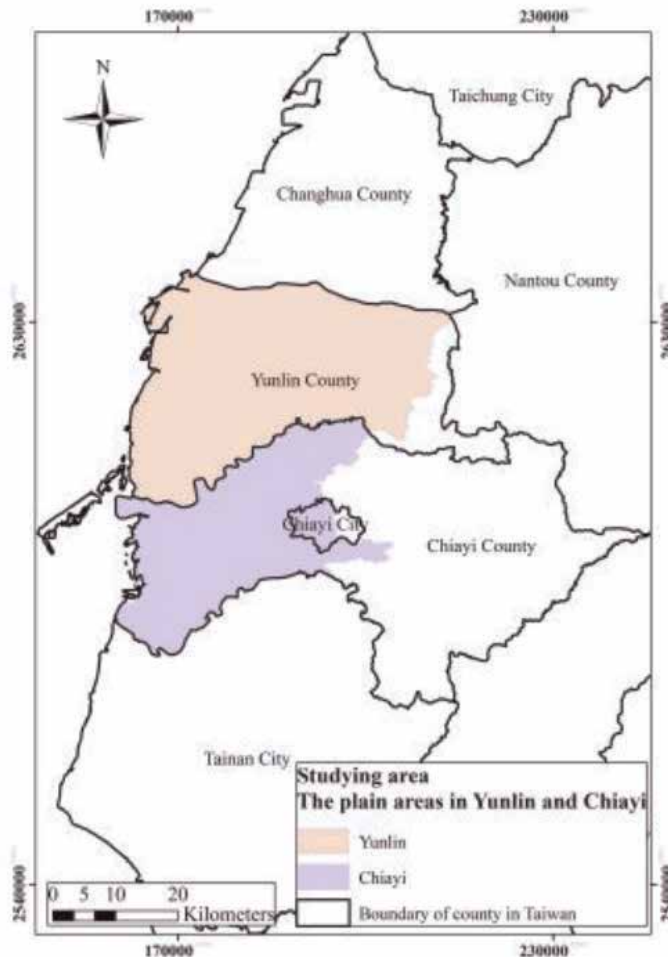 170000 230000
N
Taichung City
Changhua County
Nantou County
2630000 2630000
Yunlin County
Chiayi City
Chiayi County
Tainan City
Studying area
The plain areas in Yunlin and Chiayi
Yunlin
Chiayi
Boundary of county in Taiwan
0 5 10 20
Kilometers
2540000 2540000
170000 230000